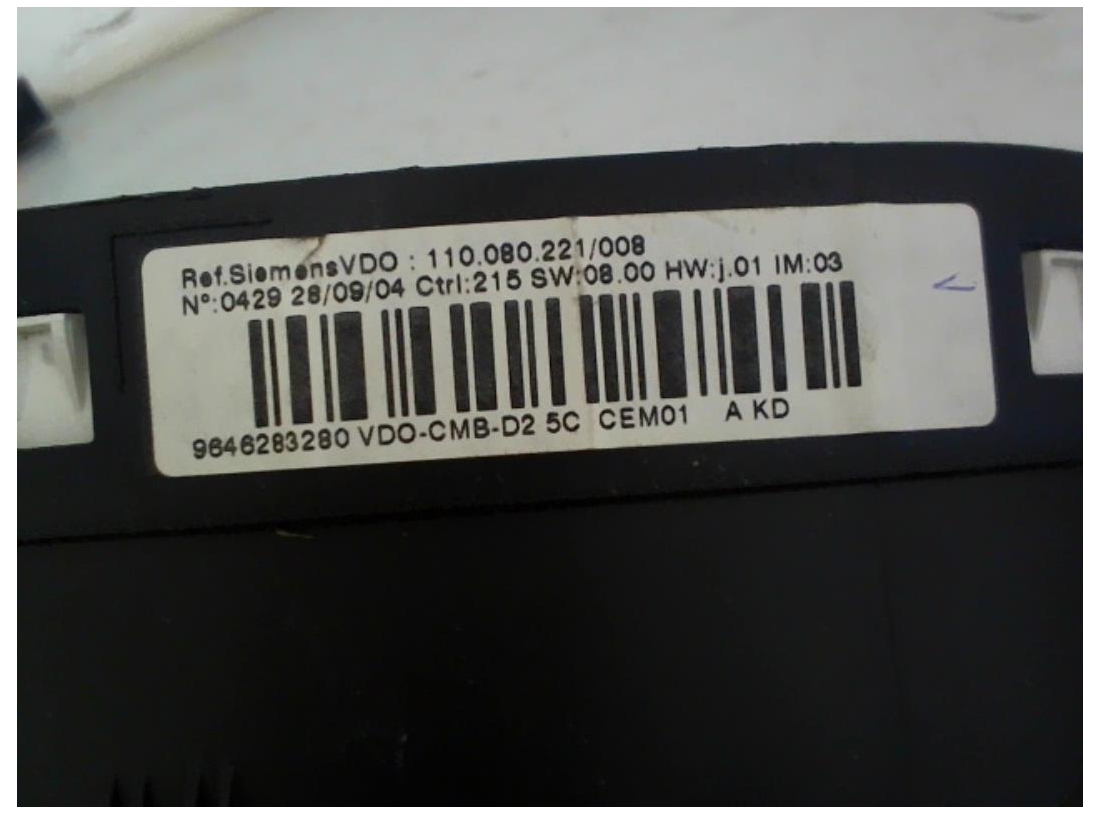 Ref.SiemensVDO : 110.080.221/008
Nº:0429 28/09/04 Ctrl:215 SW:08.00 HW:j.01 IM:03
9646283280 VDO-CMB-D2 5C CEM01 A KD